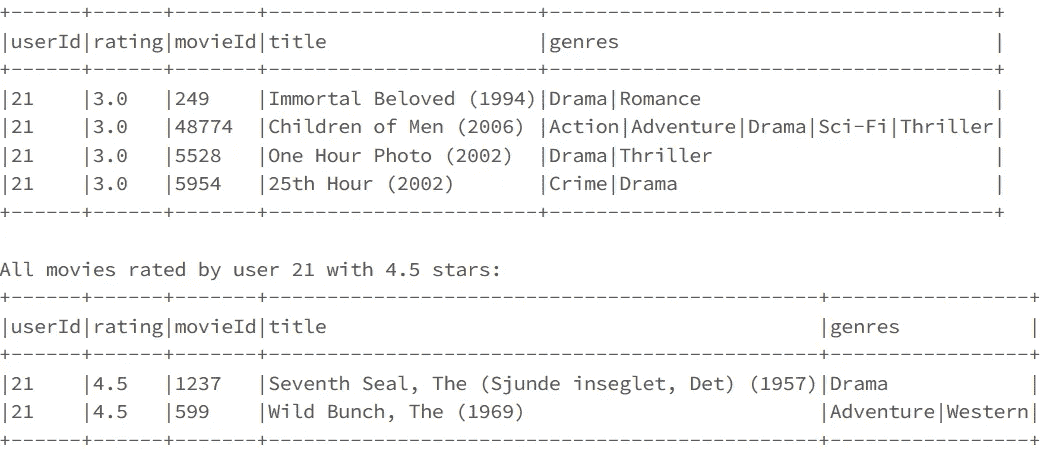 +------+------+-------+----------------------+-------------------------------------+
|userId|rating|movieId|title                 |genres                               |
+------+------+-------+----------------------+-------------------------------------+
|21    |3.0   |249    |Immortal Beloved (1994)|Drama|Romance                        |
|21    |3.0   |48774  |Children of Men (2006) |Action|Adventure|Drama|Sci-Fi|Thriller|
|21    |3.0   |5528   |One Hour Photo (2002)  |Drama|Thriller                       |
|21    |3.0   |5954   |25th Hour (2002)       |Crime|Drama                          |
+------+------+-------+----------------------+-------------------------------------+
All movies rated by user 21 with 4.5 stars:
+------+------+-------+----------------------------------------------+----------------+
|userId|rating|movieId|title                                         |genres          |
+------+------+-------+----------------------------------------------+----------------+
|21    |4.5   |1237   |Seventh Seal, The (Sjunde inseglet, Det) (1957)|Drama           |
|21    |4.5   |599    |Wild Bunch, The (1969)                        |Adventure|Western|
+------+------+-------+----------------------------------------------+----------------+